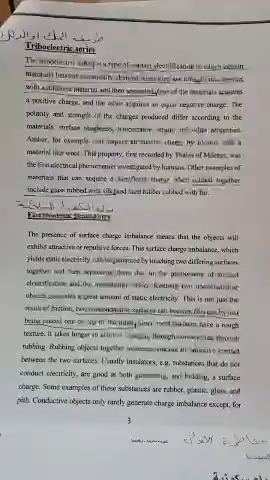 Triboelectric series
The triboelectric effect is a type of contact electrification in which certain
materials become electrically charged
with a different material and then separated of the materials acquires
a positive charge, and the other acquires an equal negative charge. The
polarity and strength of the charges produced differ according to the
materials, surface roughness, temperature, strain, and other properties.
Amber, for example, can acquire an electric charge by friction with a
material like wool. This property, first recorded by Thales of Miletus, was
the first electrical phenomenon investigated by humans. Other examples of
materials that can acquire a significant charge when rubbed together
include glass rubbed with silk, and hard rubber rubbed with fur.
Electrostatic generators
The presence of surface charge imbalance means that the objects will
exhibit attractive or repulsive forces. This surface charge imbalance, which
yields static electricity, can be generated by touching two differing surfaces
together and then separating them due to the phenomena of contact
electrification and the triboelectric effect. Rubbing two nonconductive
objects generates a great amount of static electricity. This is not just the
result of friction; two nonconductive surfaces can become charged by just
being placed one on top of the other. Since most surfaces have a rough
texture, it takes longer to achieve charging through contact than through
rubbing. Rubbing objects together increases amount of adhesive contact
between the two surfaces. Usually insulators, e.g. substances that do not
conduct electricity, are good at both generating, and holding, a surface
charge. Some examples of these substances are rubber, plastic, glass, and
pith. Conductive objects only rarely generate charge imbalance except, for
3